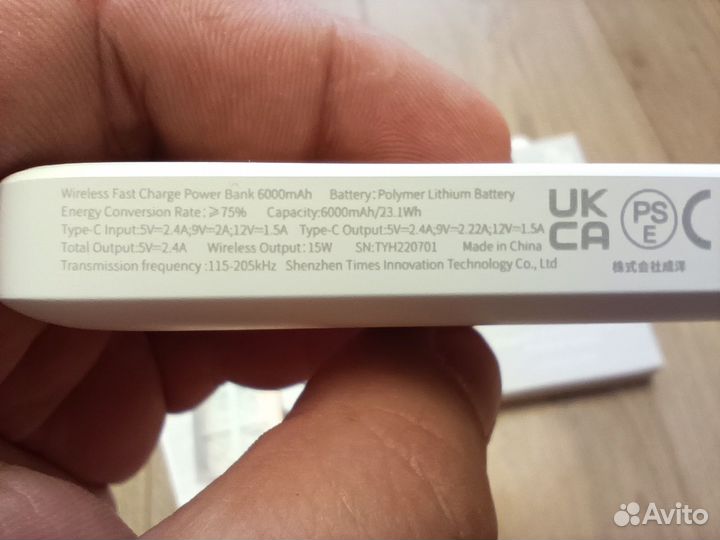 Wireless Fast Charge Power Bank 6000mAh Battery:Polymer Lithium Battery
Energy Conversion Rate:⩾75% Capacity:6000mAh/23.1Wh
Type-C Input:5V=2.4A;9V=2A;12V=1.5A Type-C Output:5V=2.4A;9V=2.22A;12V=1.5A
Total Output:5V=2.4A Wireless Output:15W SN:TYH220701 Made in China
Transmission frequency :115-205kHz Shenzhen Times Innovation Technology Co., Ltd
UK
CA
PS
E
株式会社成洋
Avito